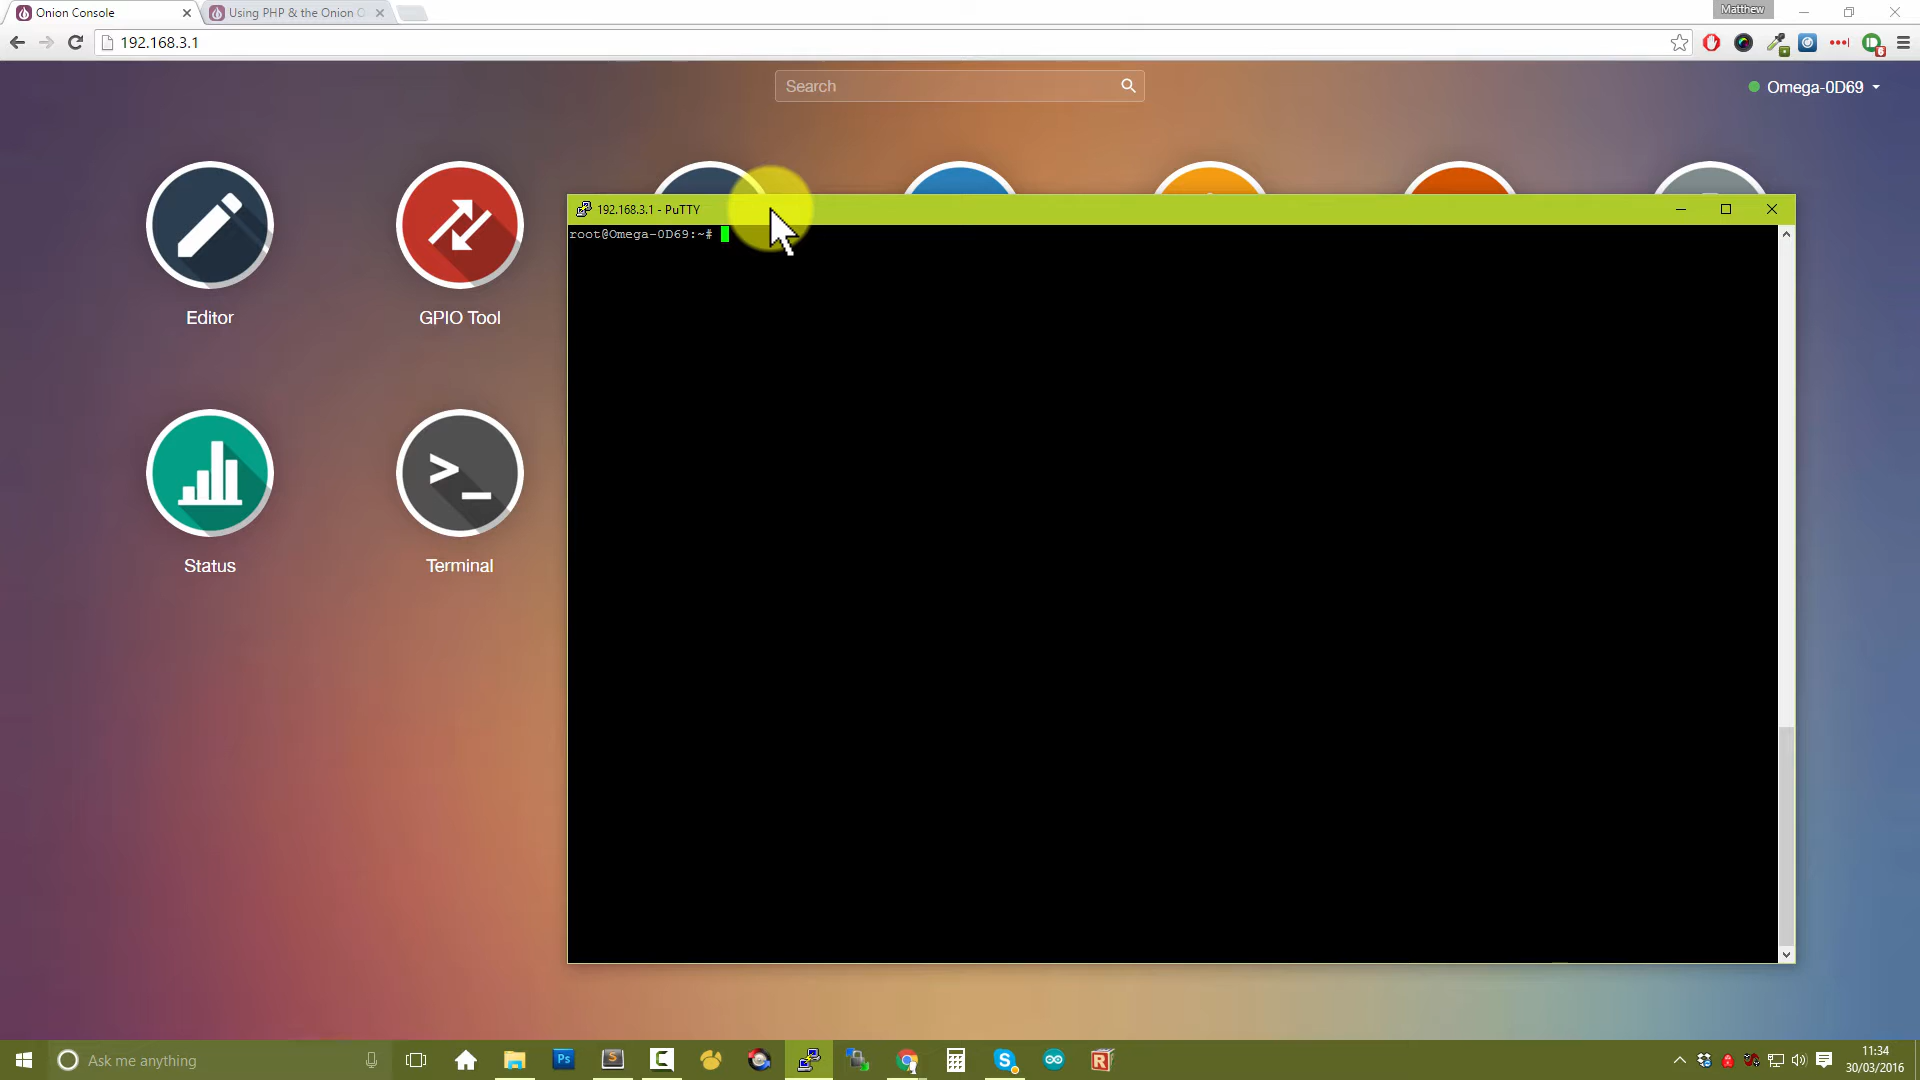 Onion Console
Using PHP & the Onion O
Matthew
192.168.3.1
Search
Omega-0D69
Editor
GPIO Tool
192.168.3.1 - PuTTY
root@Omega-0D69:~#
Status
Terminal
>_
Ask me anything
Ps
S
11:34
30/03/2016